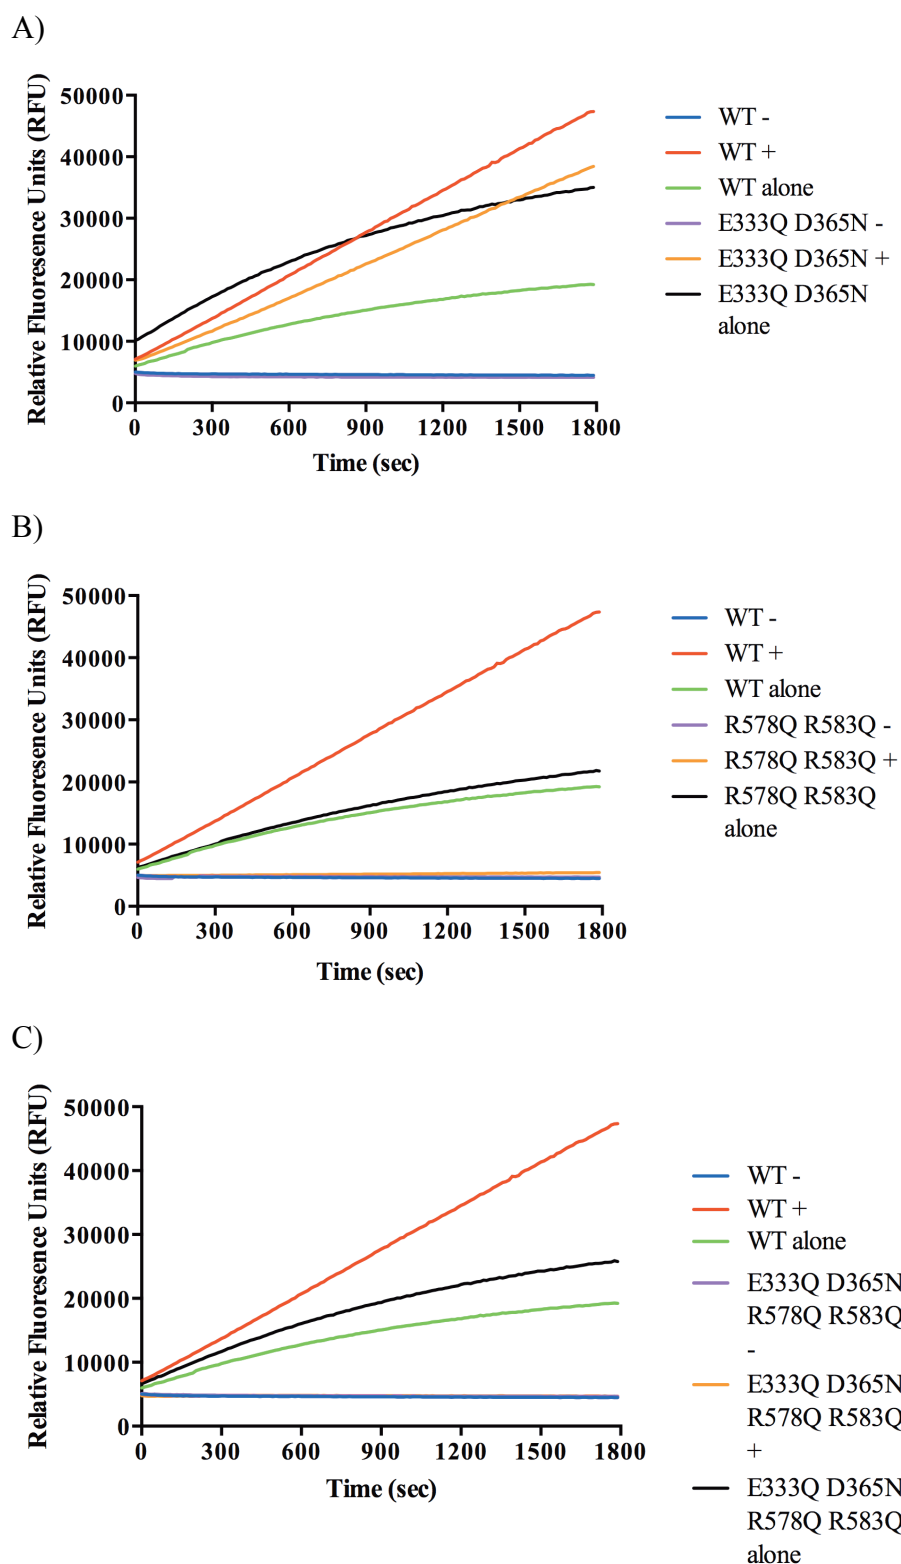 A)
Relative Fluoresence Units (RFU)
50000
40000
30000
20000
10000
0
0 300 600 900 1200 1500 1800
Time (sec)
WT -
WT +
WT alone
E333Q D365N -
E333Q D365N +
E333Q D365N
alone
B)
Relative Fluoresence Units (RFU)
50000
40000
30000
20000
10000
0
0 300 600 900 1200 1500 1800
Time (sec)
WT -
WT +
WT alone
R578Q R583Q -
R578Q R583Q +
R578Q R583Q
alone
C)
Relative Fluoresence Units (RFU)
50000
40000
30000
20000
10000
0
0 300 600 900 1200 1500 1800
Time (sec)
WT -
WT +
WT alone
E333Q D365N
R578Q R583Q
-
E333Q D365N
R578Q R583Q
+
E333Q D365N
R578Q R583Q
alone